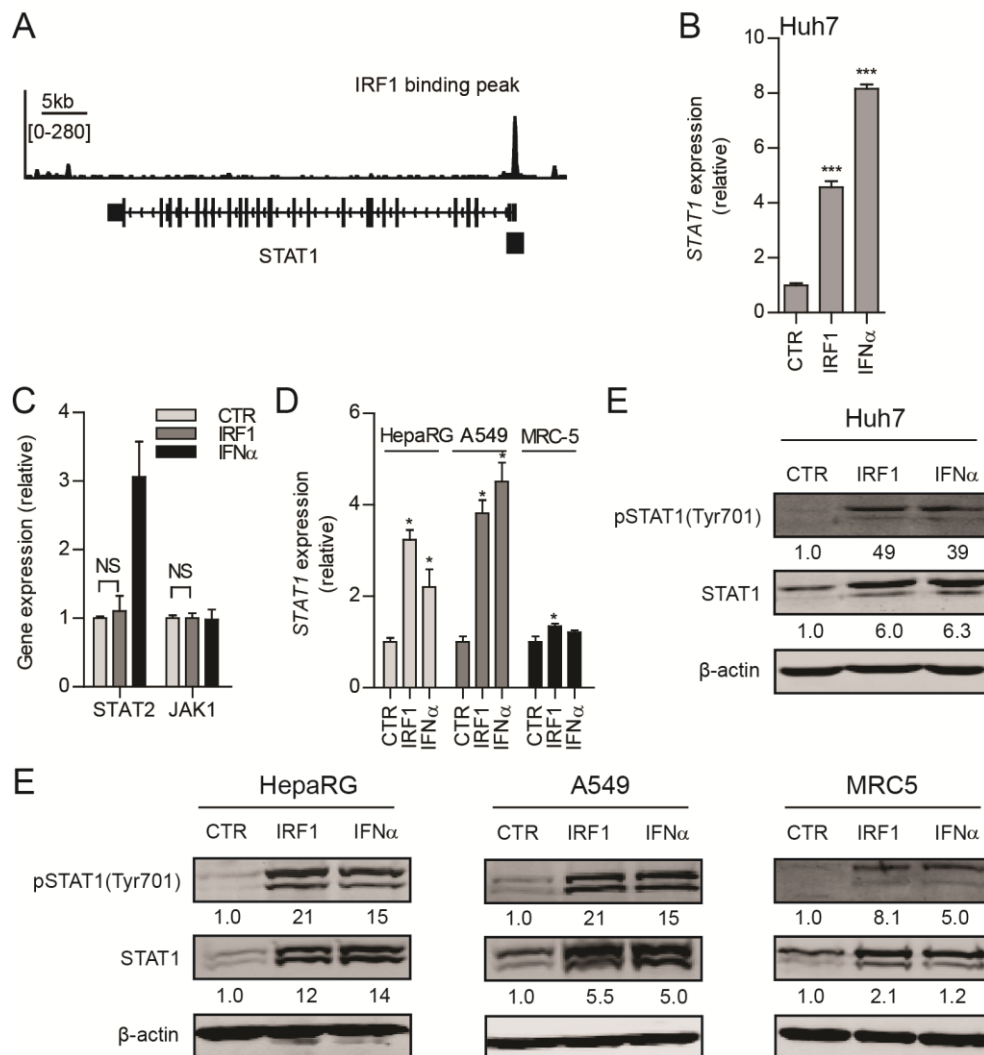 A
IRF1 binding peak
5kb
[0-280]
STAT1
B
Huh7
STAT1 expression
(relative)
10
8
6
4
2
0
***
***
CTR
IRF1
IFNα
C
Gene expression (relative)
4
3
2
1
0
CTR
IRF1
IFNα
NS
NS
STAT2 JAK1
D
STAT1 expression
(relative)
6
4
2
0
HepaRG A549 MRC-5
* * * * *
CTR IRF1 IFNα CTR IRF1 IFNα CTR IRF1 IFNα
E
Huh7
CTR IRF1 IFNα
pSTAT1(Tyr701)
1.0 49 39
STAT1
1.0 6.0 6.3
β-actin
E
HepaRG A549 MRC5
CTR IRF1 IFNα CTR IRF1 IFNα CTR IRF1 IFNα
pSTAT1(Tyr701)
1.0 21 15 1.0 21 15 1.0 8.1 5.0
STAT1
1.0 12 14 1.0 5.5 5.0 1.0 2.1 1.2
β-actin